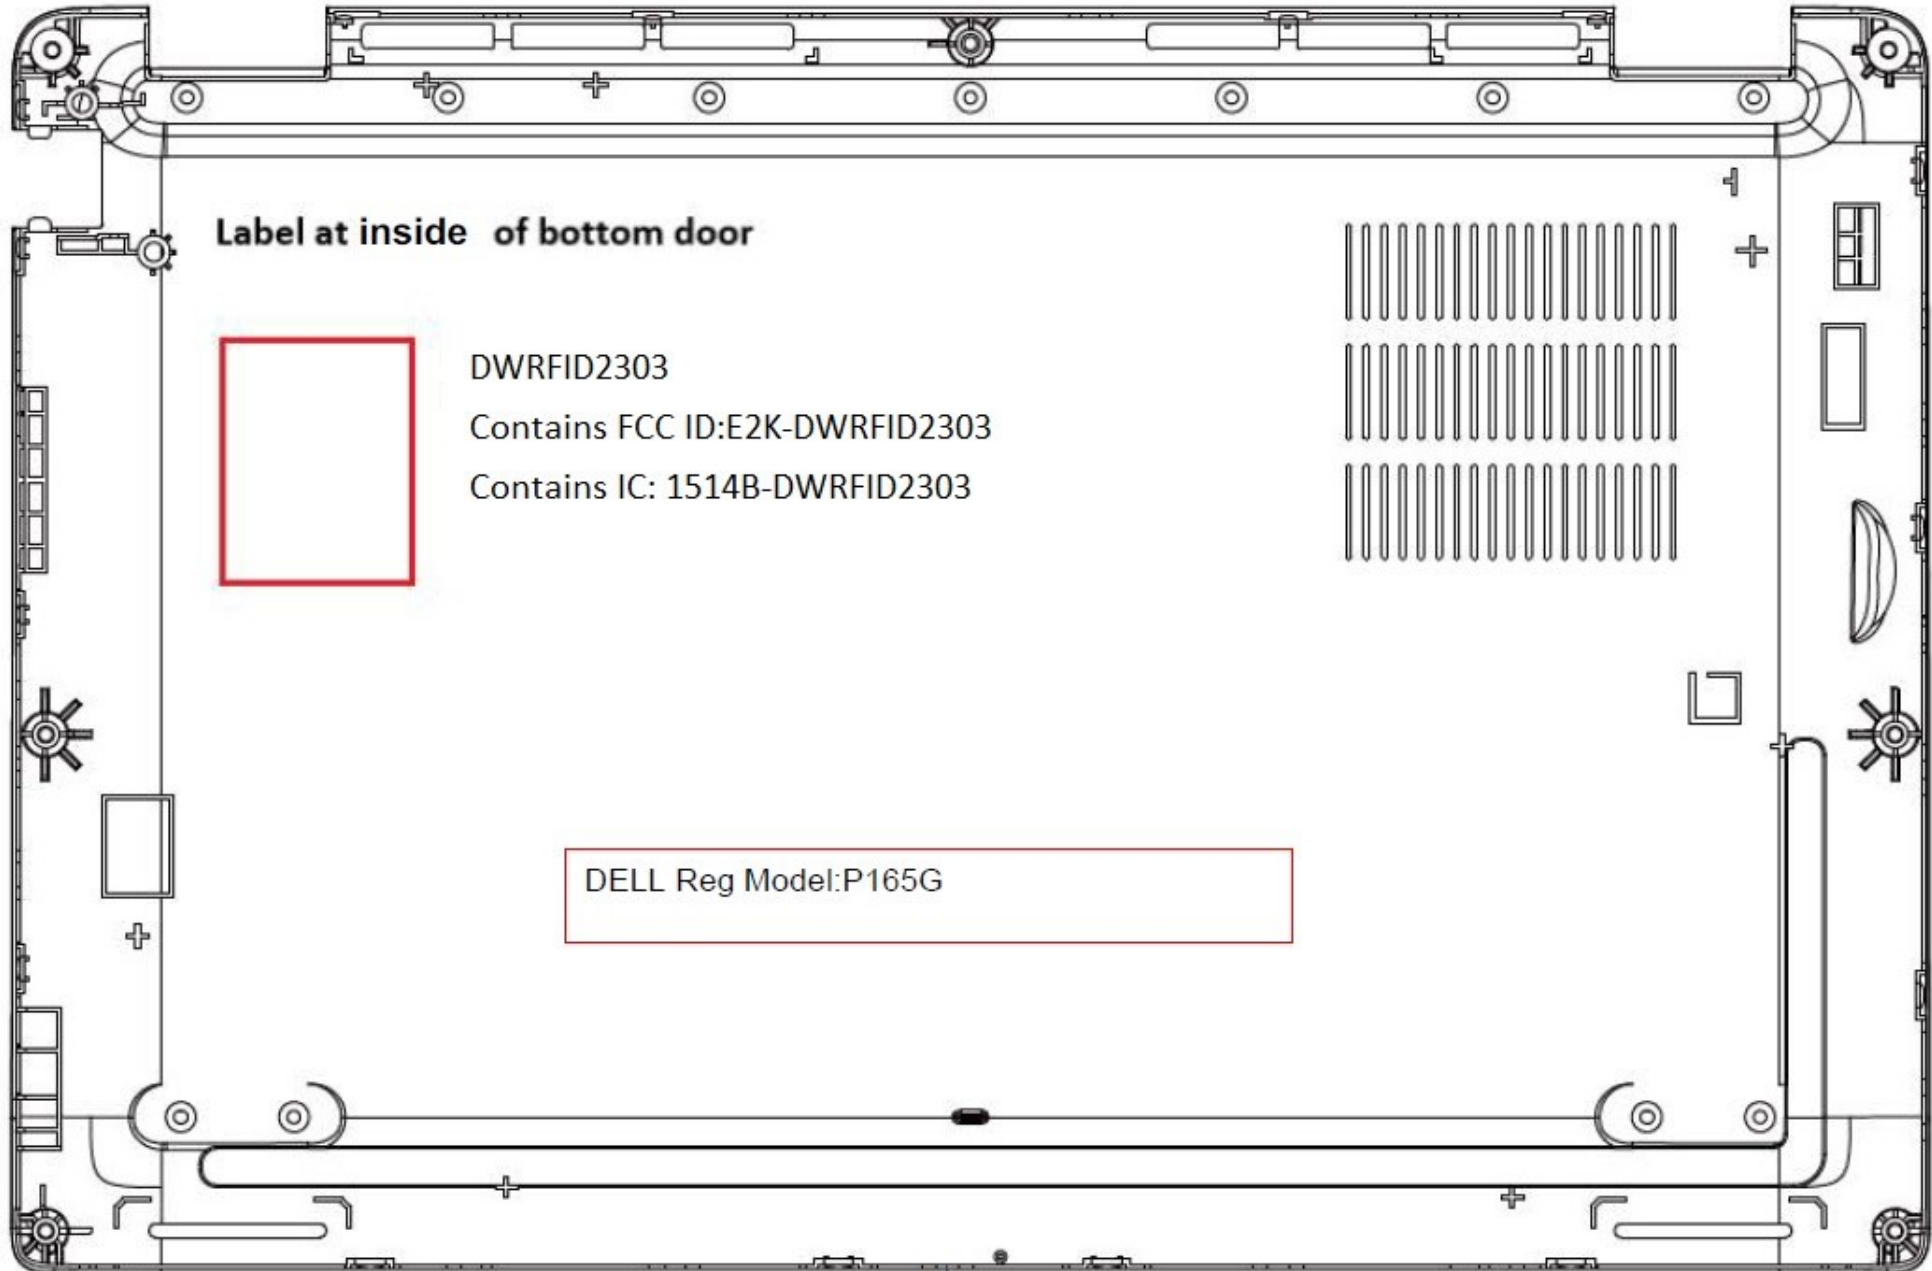 Label at inside of bottom door
DWRFID2303
Contains FCC ID:E2K-DWRFID2303
Contains IC: 1514B-DWRFID2303
DELL Reg Model:P165G